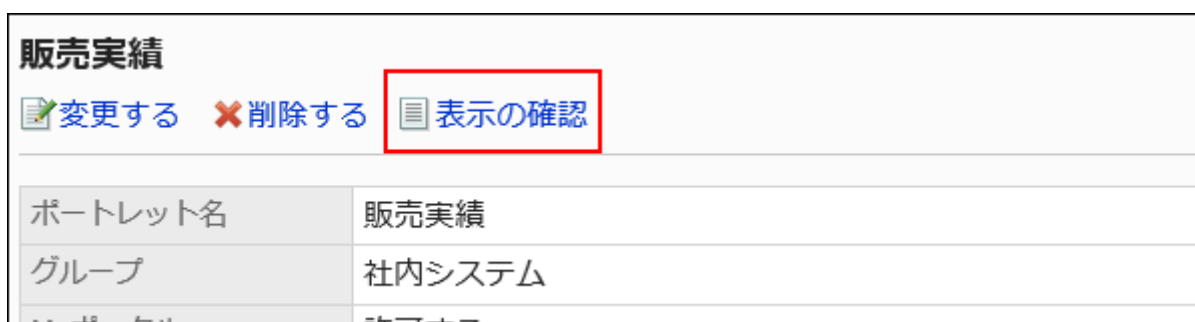 販売実績
変更する 削除する 表示の確認
ポートレット名 販売実績
グループ 社内システム